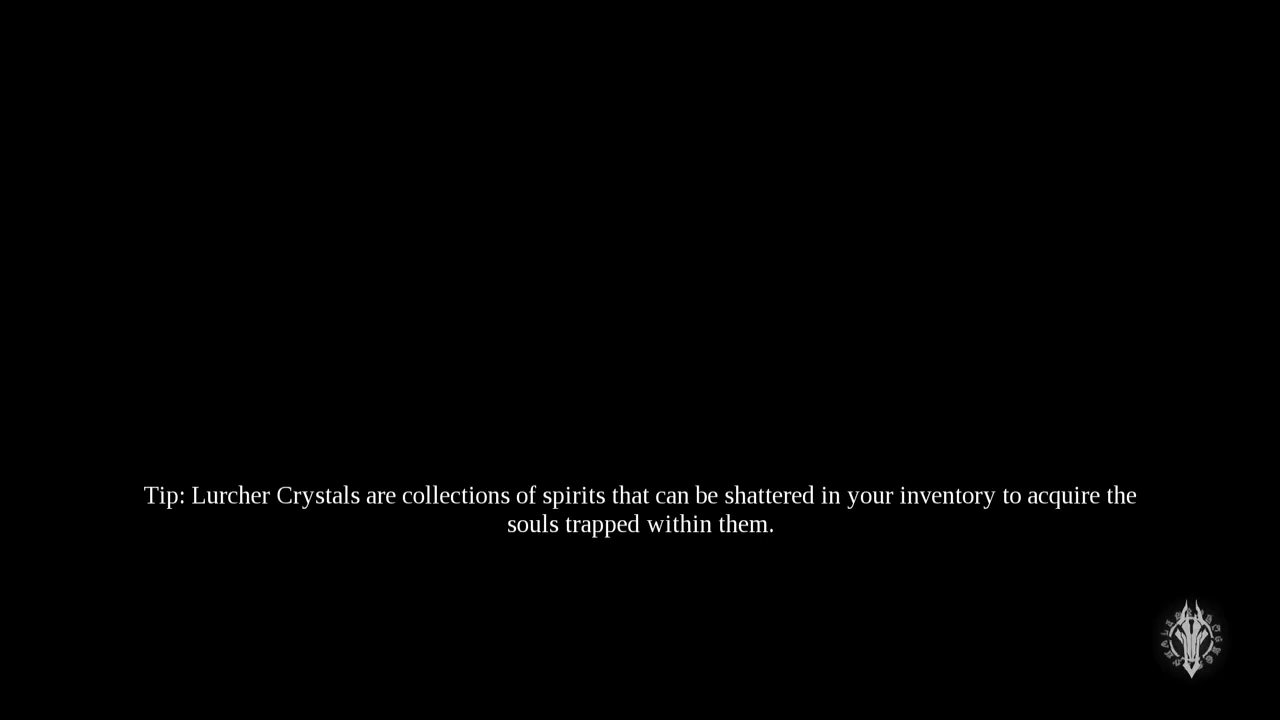 Tip: Lurcher Crystals are collections of spirits that can be shattered in your inventory to acquire the
souls trapped within them.